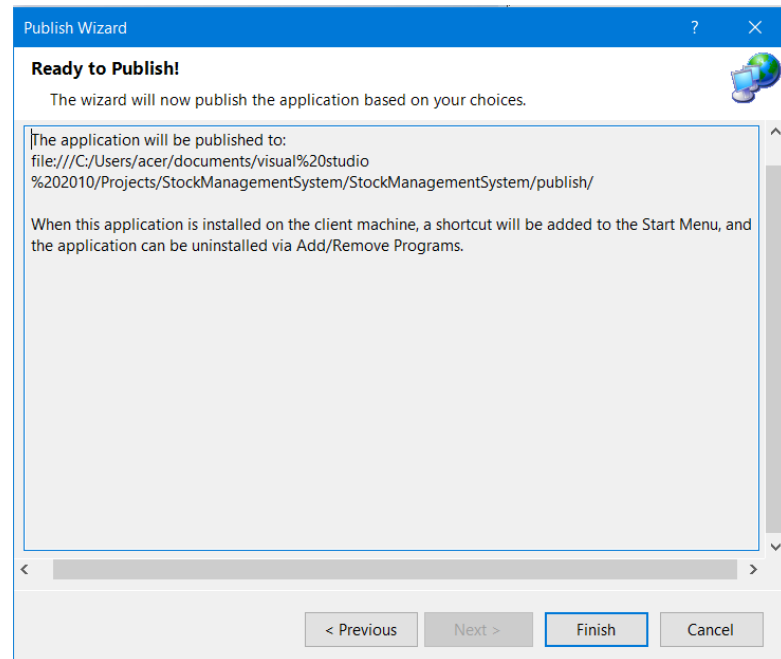 Publish Wizard
?
Ready to Publish!
The wizard will now publish the application based on your choices.
The application will be published to:
file:///C:/Users/acer/documents/visual%20studio
%202010/Projects/StockManagementSystem/StockManagementSystem/publish/
When this application is installed on the client machine, a shortcut will be added to the Start Menu, and
the application can be uninstalled via Add/Remove Programs.
< Previous
Next >
Finish
Cancel